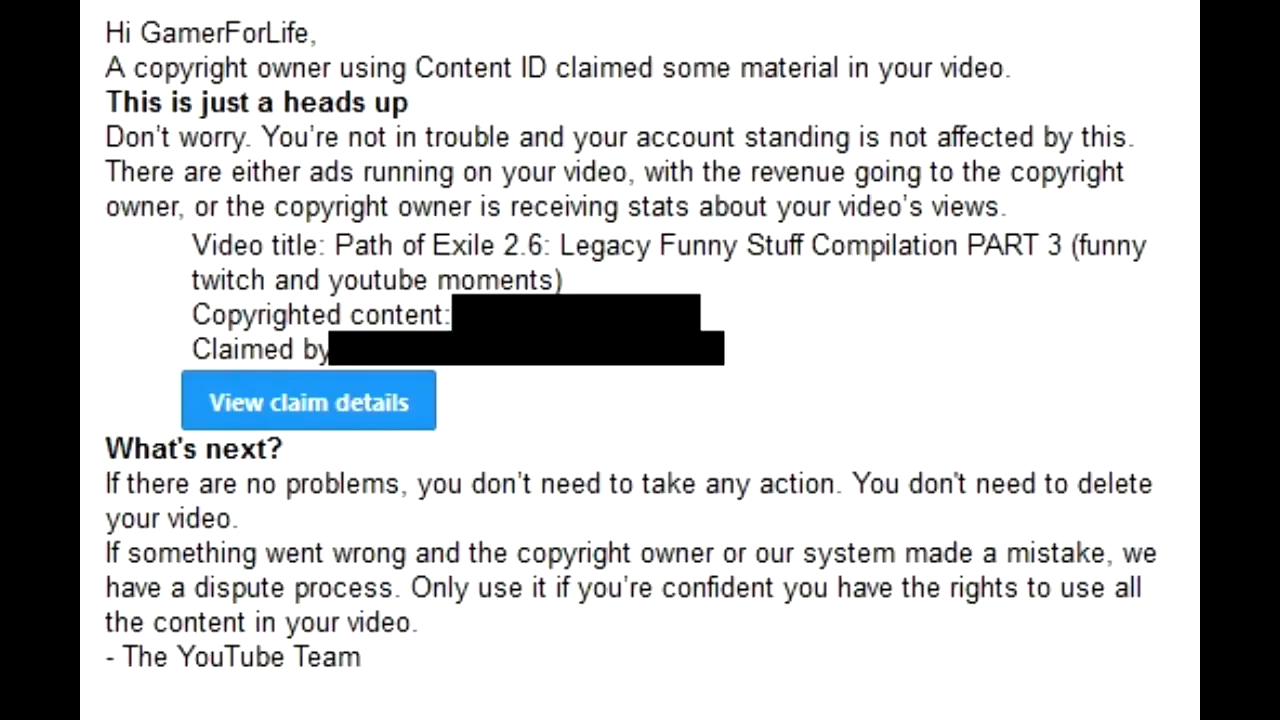 Hi GamerForLife,
A copyright owner using Content ID claimed some material in your video.
This is just a heads up
Don't worry. You're not in trouble and your account standing is not affected by this.
There are either ads running on your video, with the revenue going to the copyright
owner, or the copyright owner is receiving stats about your video's views.
Video title: Path of Exile 2.6: Legacy Funny Stuff Compilation PART 3 (funny
twitch and youtube moments)
Copyrighted content:
Claimed by
View claim details
What's next?
If there are no problems, you don't need to take any action. You don't need to delete
your video.
If something went wrong and the copyright owner or our system made a mistake, we
have a dispute process. Only use it if you're confident you have the rights to use all
the content in your video.
- The YouTube Team